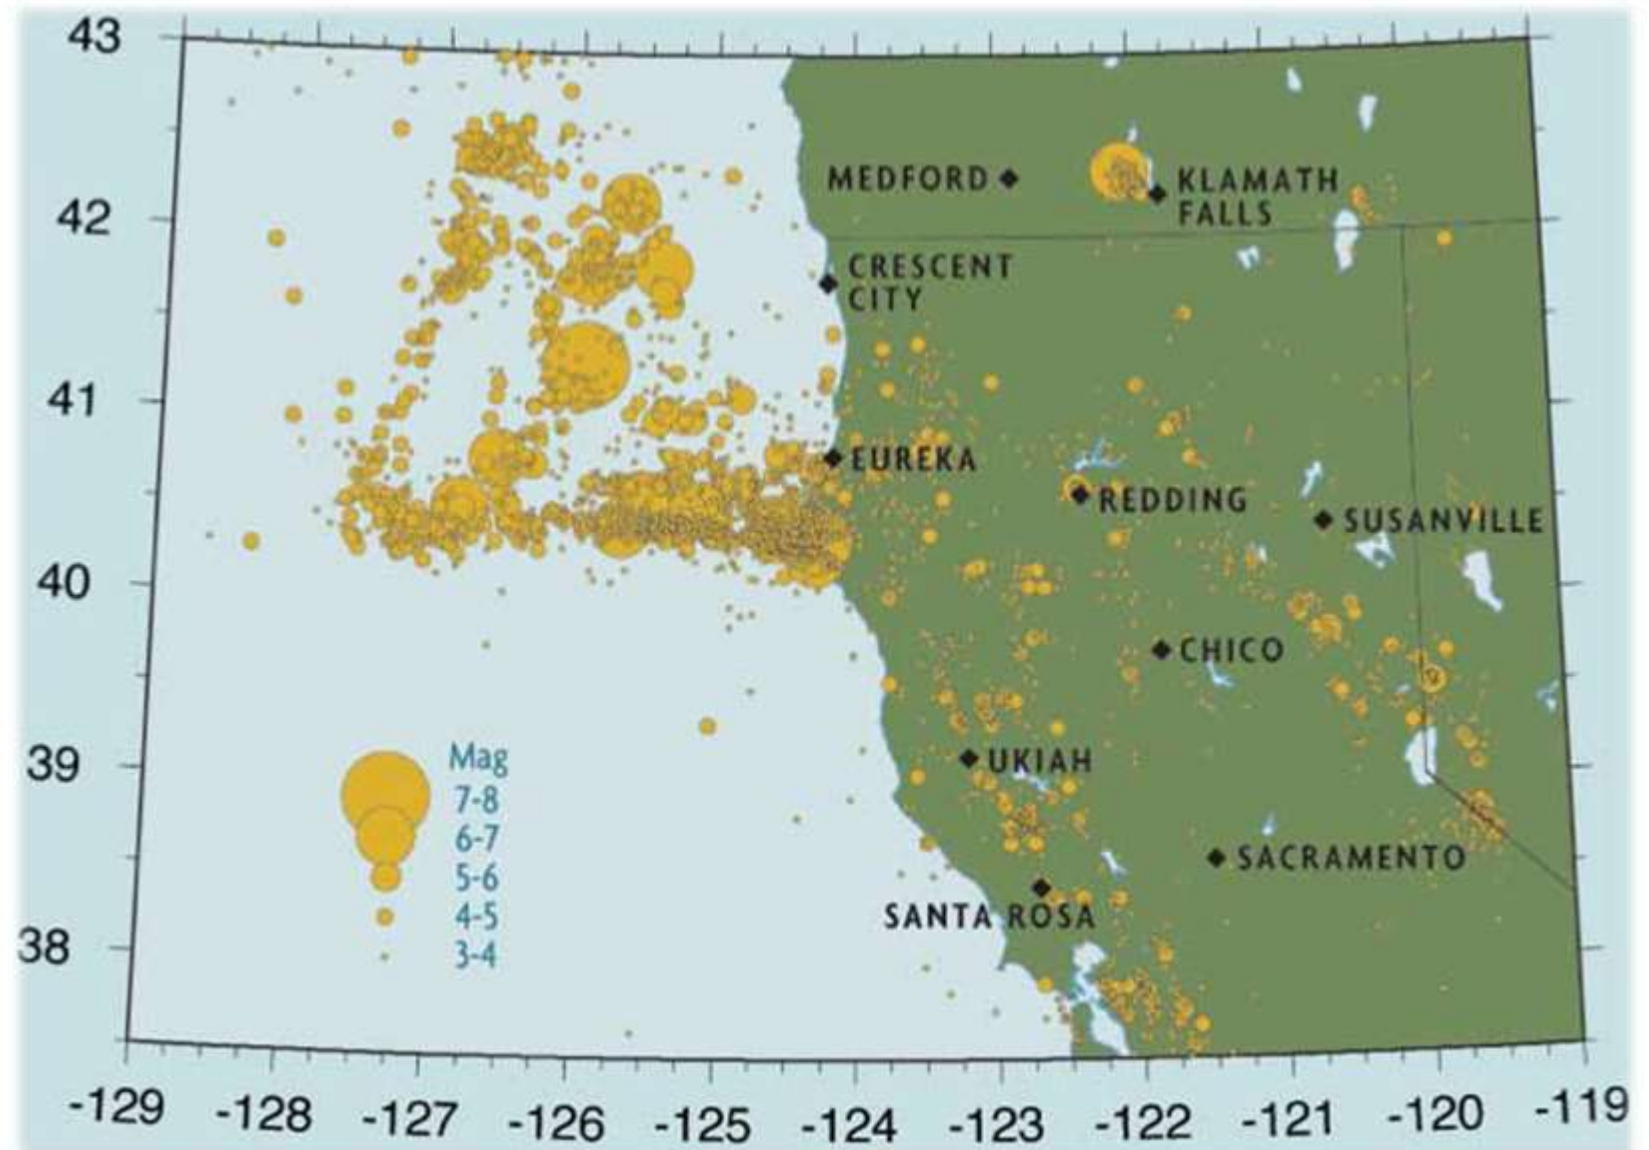 43
42
41
40
39
38
MEDFORD
KLAMATH
FALLS
CRESCENT
CITY
EUREKA
REDDING
SUSANVILLE
CHICO
UKIAH
SACRAMENTO
SANTA ROSA
Mag
7-8
6-7
5-6
4-5
3-4
-129 -128 -127 -126 -125 -124 -123 -122 -121 -120 -119